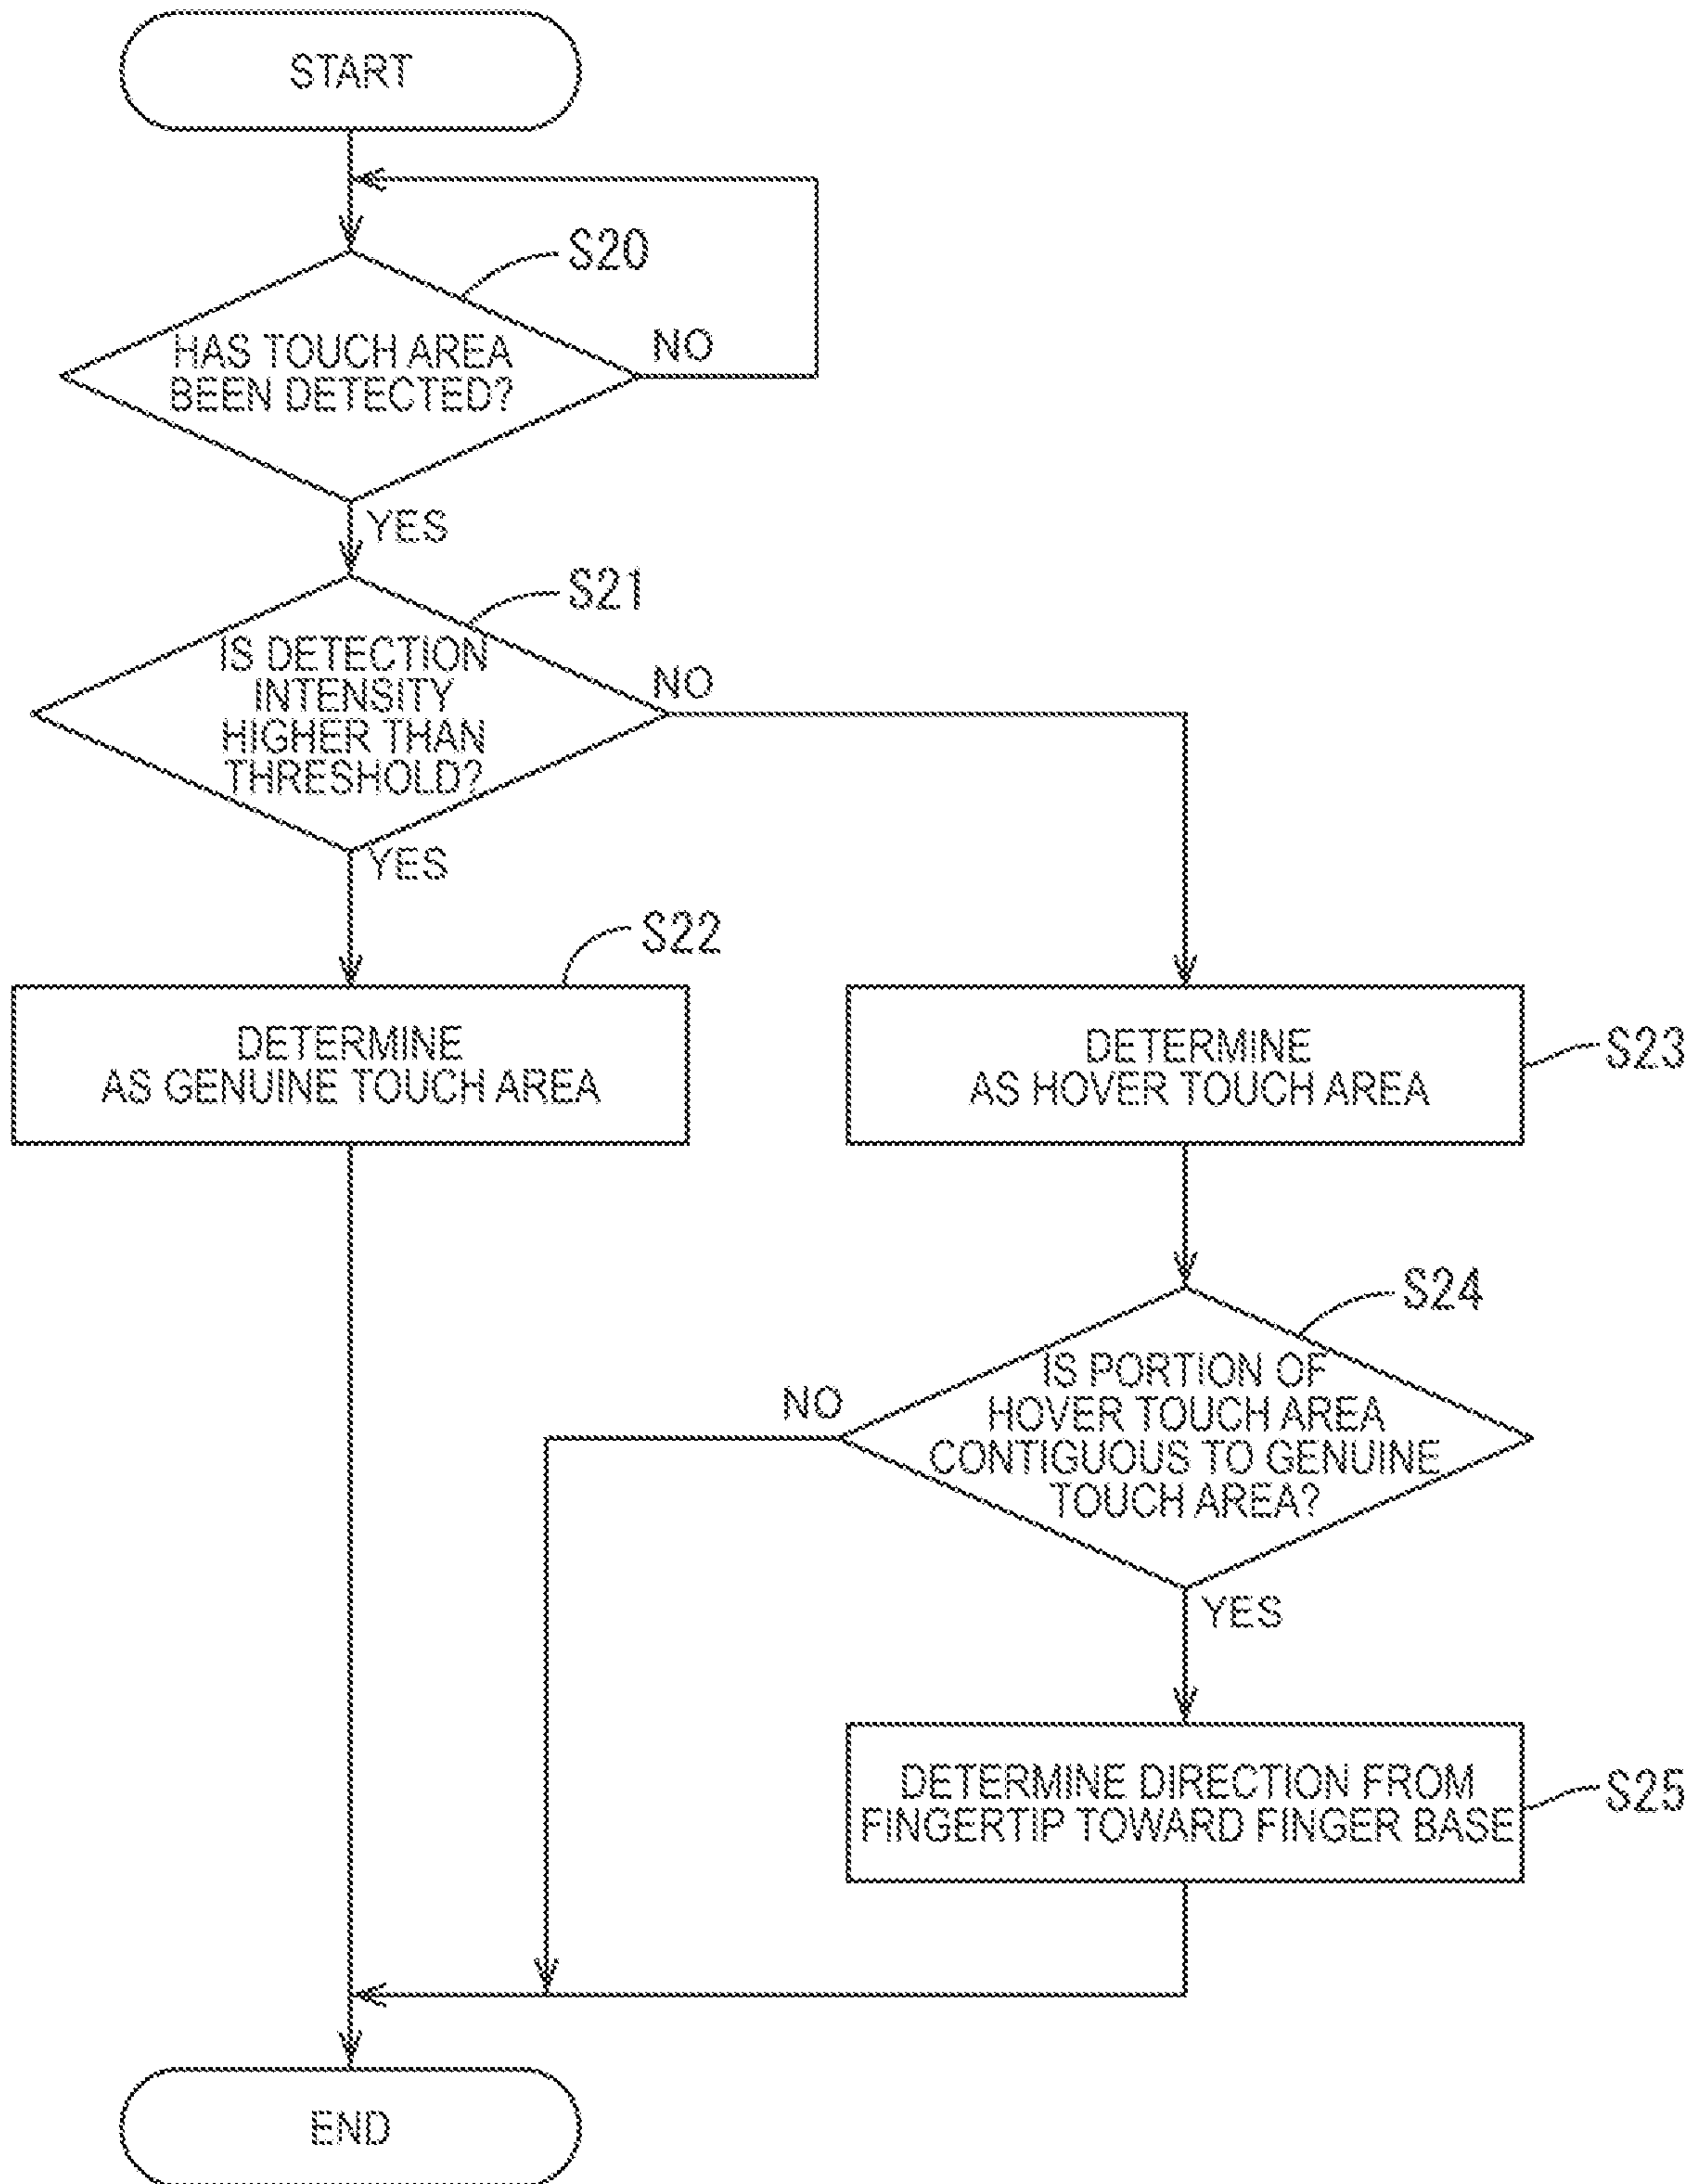 START
S20
HAS TOUCH AREA
BEEN DETECTED?
NO
YES
S21
IS DETECTION
INTENSITY
HIGHER THAN
THRESHOLD?
NO
YES
S22
DETERMINE
AS GENUINE TOUCH AREA
DETERMINE
AS HOVER TOUCH AREA
S23
S24
IS PORTION OF
HOVER TOUCH AREA
CONTIGUOUS TO GENUINE
TOUCH AREA?
NO
YES
DETERMINE DIRECTION FROM
FINGERTIP TOWARD FINGER BASE
S25
END